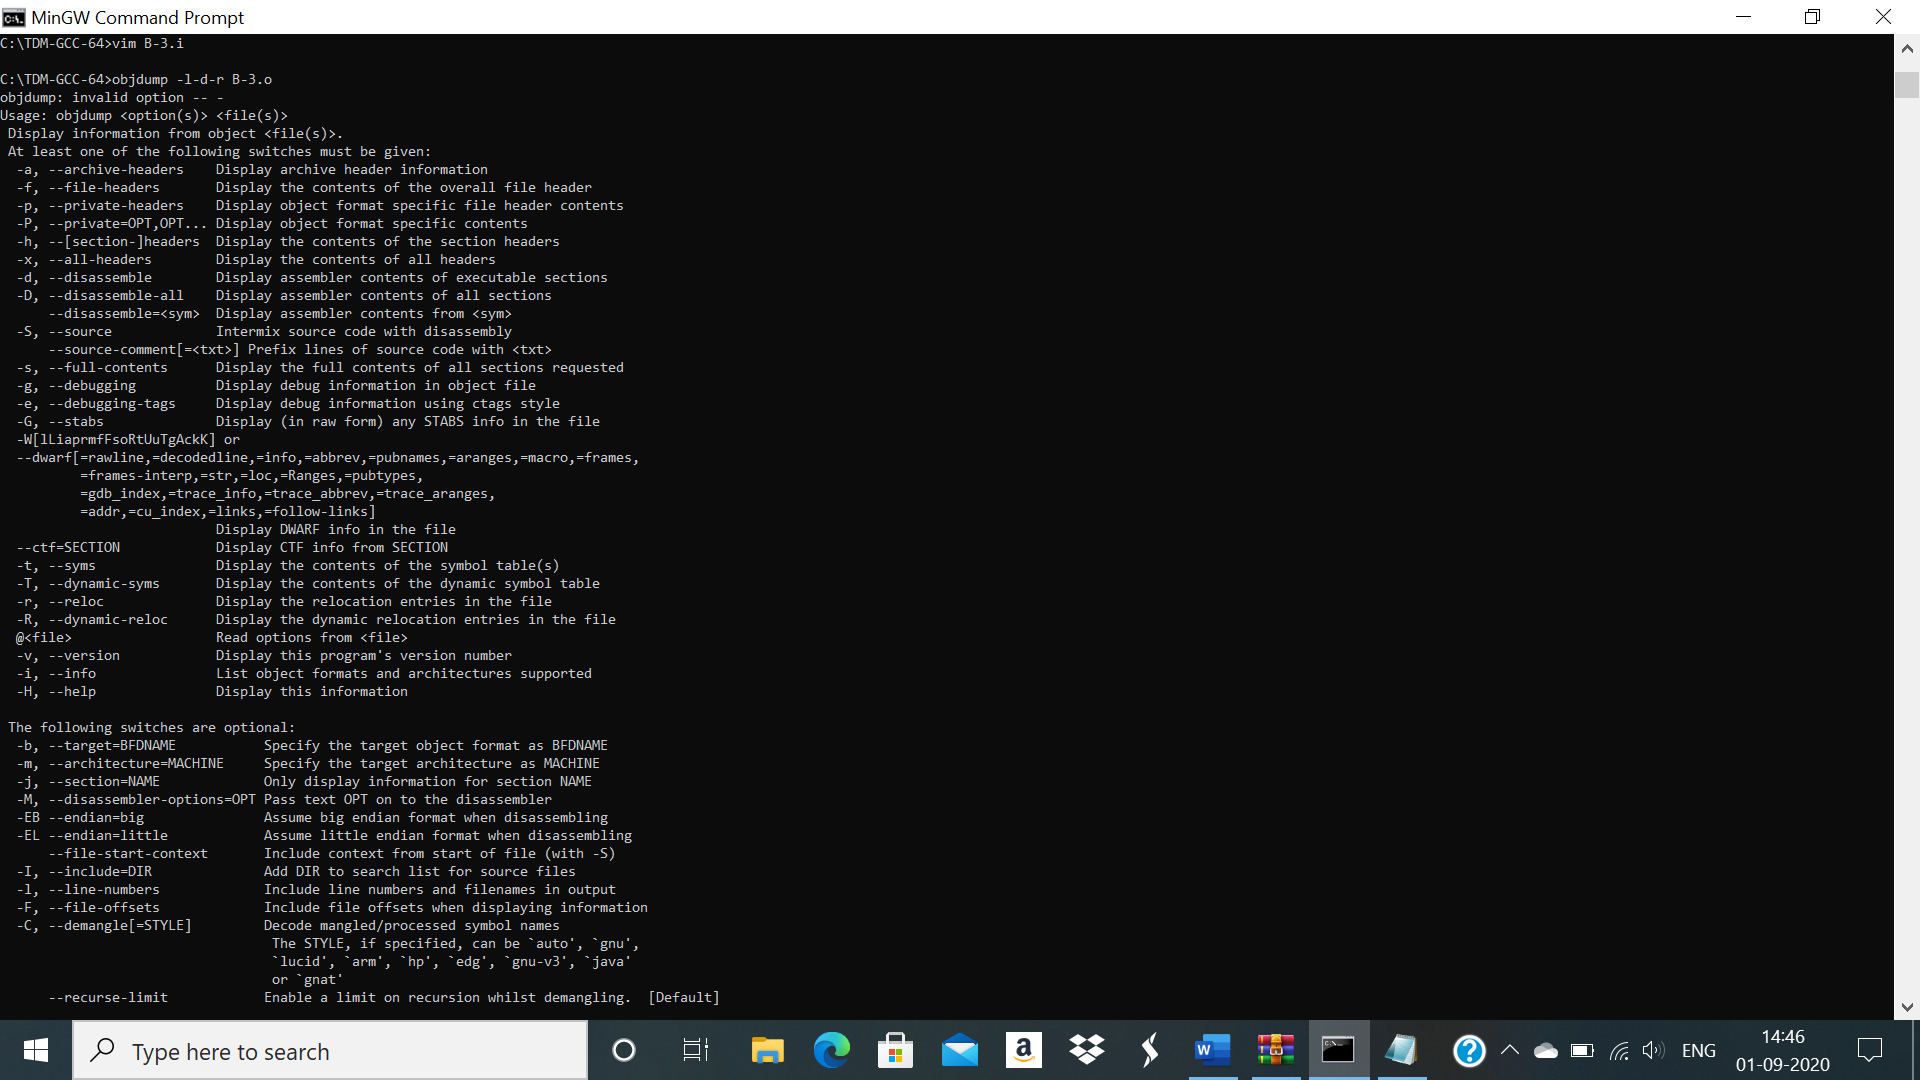 MinGW Command Prompt
C:\TDM-GCC-64>vim B-3.i
C:\TDM-GCC-64>objdump -l-d-r B-3.o
objdump: invalid option -- -
Usage: objdump <option(s)> <file(s)>
 Display information from object <file(s)>.
 At least one of the following switches must be given:
  -a, --archive-headers    Display archive header information
  -f, --file-headers       Display the contents of the overall file header
  -p, --private-headers    Display object format specific file header contents
  -P, --private=OPT,OPT... Display object format specific contents
  -h, --[section-]headers  Display the contents of the section headers
  -x, --all-headers        Display the contents of all headers
  -d, --disassemble        Display assembler contents of executable sections
  -D, --disassemble-all    Display assembler contents of all sections
      --disassemble=<sym>  Display assembler contents from <sym>
  -S, --source             Intermix source code with disassembly
      --source-comment[=<txt>] Prefix lines of source code with <txt>
  -s, --full-contents      Display the full contents of all sections requested
  -g, --debugging          Display debug information in object file
  -e, --debugging-tags     Display debug information using ctags style
  -G, --stabs              Display (in raw form) any STABS info in the file
  -W[lLiaprmfFsoRtUuTgAckK] or
  --dwarf[=rawline,=decodedline,=info,=abbrev,=pubnames,=aranges,=macro,=frames,
          =frames-interp,=str,=loc,=Ranges,=pubtypes,
          =gdb_index,=trace_info,=trace_abbrev,=trace_aranges,
          =addr,=cu_index,=links,=follow-links]
                           Display DWARF info in the file
  --ctf=SECTION            Display CTF info from SECTION
  -t, --syms               Display the contents of the symbol table(s)
  -T, --dynamic-syms       Display the contents of the dynamic symbol table
  -r, --reloc              Display the relocation entries in the file
  -R, --dynamic-reloc      Display the dynamic relocation entries in the file
  @<file>                  Read options from <file>
  -v, --version            Display this program's version number
  -i, --info               List object formats and architectures supported
  -H, --help               Display this information
 The following switches are optional:
  -b, --target=BFDNAME           Specify the target object format as BFDNAME
  -m, --architecture=MACHINE     Specify the target architecture as MACHINE
  -j, --section=NAME             Only display information for section NAME
  -M, --disassembler-options=OPT Pass text OPT on to the disassembler
  -EB --endian=big               Assume big endian format when disassembling
  -EL --endian=little            Assume little endian format when disassembling
      --file-start-context       Include context from start of file (with -S)
  -I, --include=DIR              Add DIR to search list for source files
  -l, --line-numbers             Include line numbers and filenames in output
  -F, --file-offsets             Include file offsets when displaying information
  -C, --demangle[=STYLE]         Decode mangled/processed symbol names
                                  The STYLE, if specified, can be `auto', `gnu',
                                  `lucid', `arm', `hp', `edg', `gnu-v3', `java'
                                  or `gnat'
      --recurse-limit            Enable a limit on recursion whilst demangling.  [Default]
Type here to search
ENG
14:46
01-09-2020